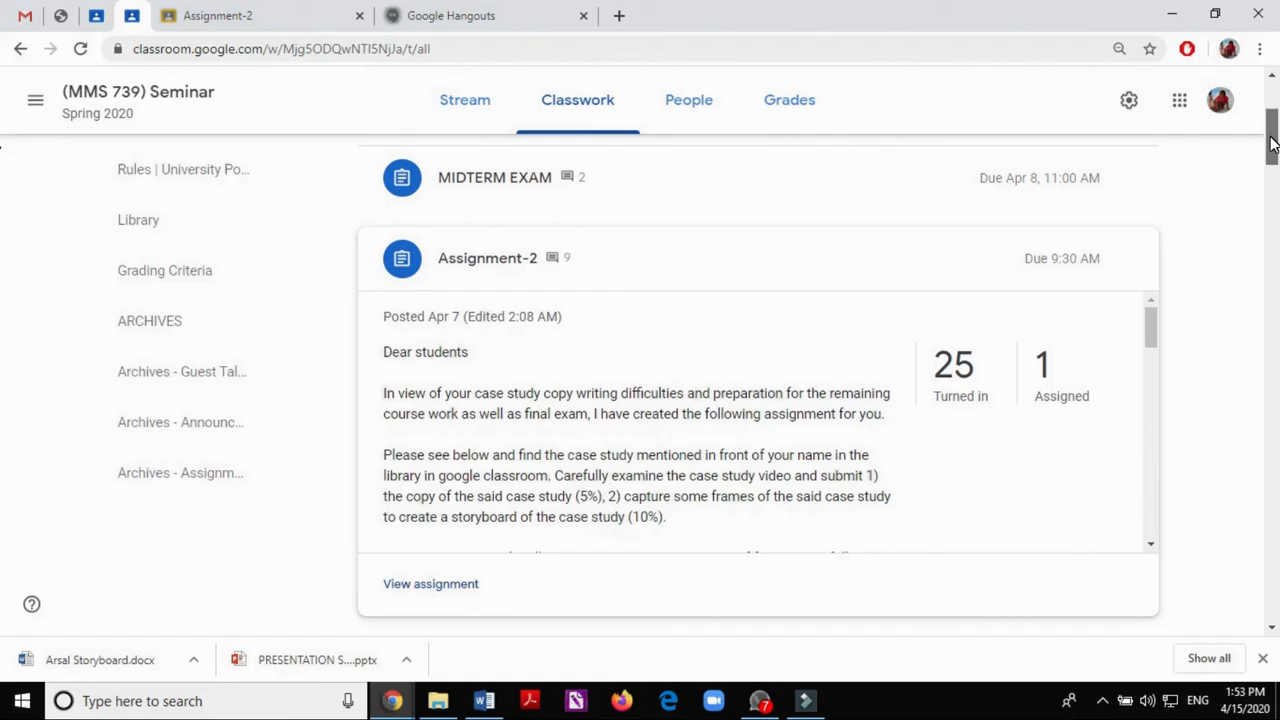 Assignment-2
Google Hangouts
classroom.google.com/w/Mjg5ODQwNTI5NjJa/t/all
(MMS 739) Seminar
Spring 2020
Stream
Classwork
People
Grades
Rules | University Po...
Library
Grading Criteria
ARCHIVES
Archives - Guest Tal...
Archives - Announc...
Archives - Assignm...
MIDTERM EXAM 2
Due Apr 8, 11:00 AM
Assignment-2 9
Due 9:30 AM
Posted Apr 7 (Edited 2:08 AM)
Dear students
In view of your case study copy writing difficulties and preparation for the remaining
course work as well as final exam, I have created the following assignment for you.
Please see below and find the case study mentioned in front of your name in the
library in google classroom. Carefully examine the case study video and submit 1)
the copy of the said case study (5%), 2) capture some frames of the said case study
to create a storyboard of the case study (10%).
25
Turned in
1
Assigned
View assignment
Arsal Storyboard.docx
PRESENTATION S....pptx
Show all
Type here to search
7
ENG
1:53 PM
4/15/2020